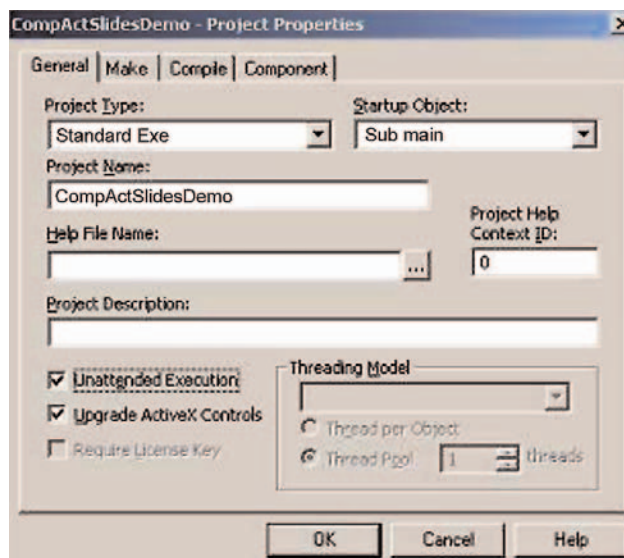 CompActSlidesDemo - Project Properties
General Make Compile Component
Project Type: Startup Object:
Standard Exe Sub main
Project Name:
CompActSlidesDemo
Project Help
Help File Name: Context ID:
... 0
Project Description:
Unattended Execution Threading Model
Upgrade ActiveX Controls Thread per Object
Require License Key Thread Pool 1 threads
OK Cancel Help